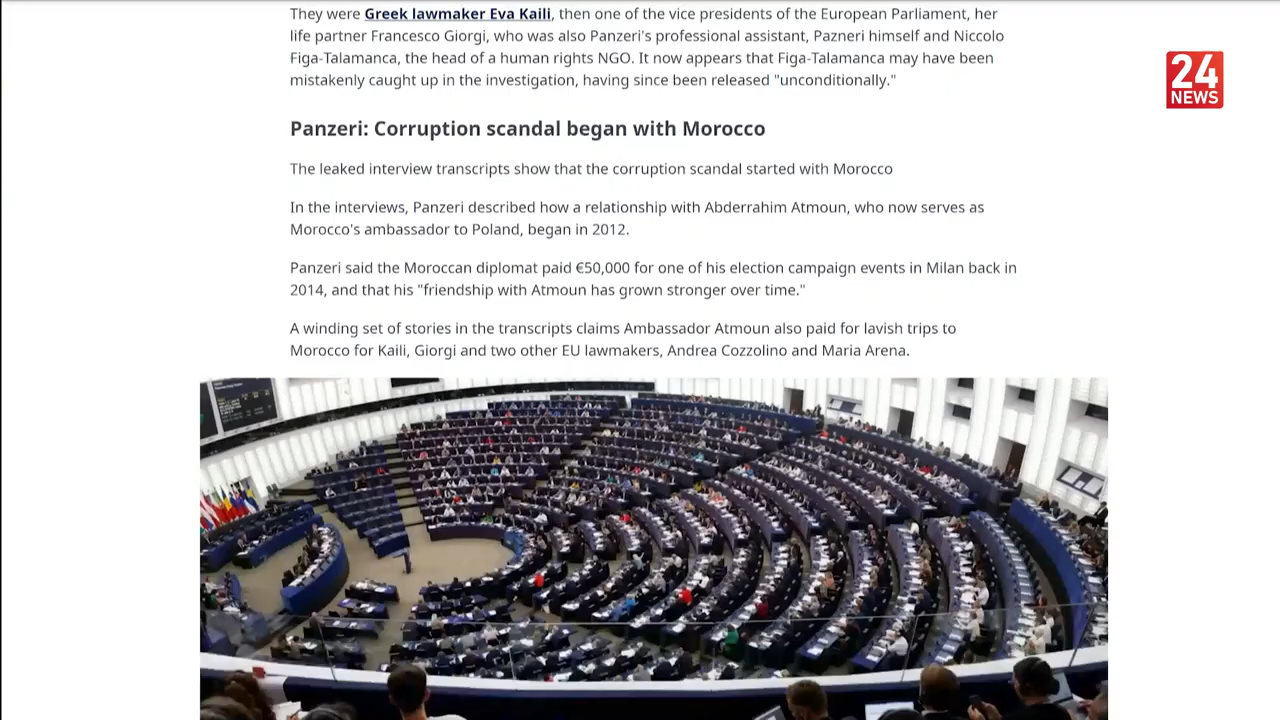 They were Greek lawmaker Eva Kaili, then one of the vice presidents of the European Parliament, her
life partner Francesco Giorgi, who was also Panzeri's professional assistant, Pazneri himself and Niccolo
Figa-Talamanca, the head of a human rights NGO. It now appears that Figa-Talamanca may have been
mistakenly caught up in the investigation, having since been released "unconditionally."
24
NEWS
Panzeri: Corruption scandal began with Morocco
The leaked interview transcripts show that the corruption scandal started with Morocco
In the interviews, Panzeri described how a relationship with Abderrahim Atmoun, who now serves as
Morocco's ambassador to Poland, began in 2012.
Panzeri said the Moroccan diplomat paid €50,000 for one of his election campaign events in Milan back in
2014, and that his "friendship with Atmoun has grown stronger over time."
A winding set of stories in the transcripts claims Ambassador Atmoun also paid for lavish trips to
Morocco for Kaili, Giorgi and two other EU lawmakers, Andrea Cozzolino and Maria Arena.